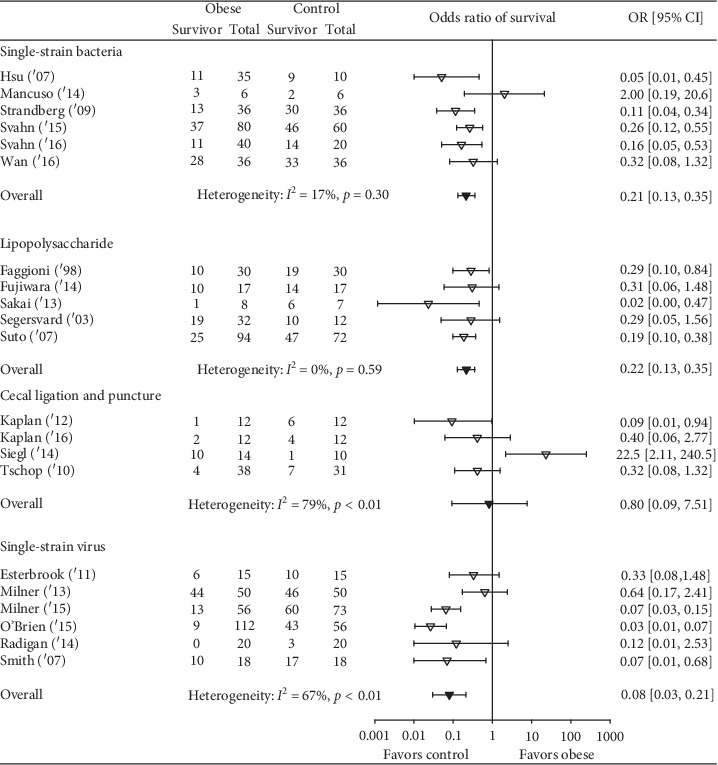 Obese Control Odds ratio of survival OR [95% CI]
Survivor Total Survivor Total
Single-strain bacteria
Hsu (′07) 11 35 9 10 0.05 [0.01, 0.45]
Mancuso (′14) 3 6 2 6 2.00 [0.19, 20.6]
Strandberg (′09) 13 36 30 36 0.11 [0.04, 0.34]
Svahn (′15) 37 80 46 60 0.26 [0.12, 0.55]
Svahn (′16) 11 40 14 20 0.16 [0.05, 0.53]
Wan (′16) 28 36 33 36 0.32 [0.08, 1.32]
Overall Heterogeneity: I² = 17%, p = 0.30 0.21 [0.13, 0.35]
Lipopolysaccharide
Faggioni (′98) 10 30 19 30 0.29 [0.10, 0.84]
Fujiwara (′14) 10 17 14 17 0.31 [0.06, 1.48]
Sakai (′13) 1 8 6 7 0.02 [0.00, 0.47]
Segersvard (′03) 19 32 10 12 0.29 [0.05, 1.56]
Suto (′07) 25 94 47 72 0.19 [0.10, 0.38]
Overall Heterogeneity: I² = 0%, p = 0.59 0.22 [0.13, 0.35]
Cecal ligation and puncture
Kaplan (′12) 1 12 6 12 0.09 [0.01, 0.94]
Kaplan (′16) 2 12 4 12 0.40 [0.06, 2.77]
Siegl (′14) 10 14 1 10 22.5 [2.11, 240.5]
Tschop (′10) 4 38 7 31 0.32 [0.08, 1.32]
Overall Heterogeneity: I² = 79%, p < 0.01 0.80 [0.09, 7.51]
Single-strain virus
Esterbrook (′11) 6 15 10 15 0.33 [0.08,1.48]
Milner (′13) 44 50 46 50 0.64 [0.17, 2.41]
Milner (′15) 13 56 60 73 0.07 [0.03, 0.15]
O′Brien (′15) 9 112 43 56 0.03 [0.01, 0.07]
Radigan (′14) 0 20 3 20 0.12 [0.01, 2.53]
Smith (′07) 10 18 17 18 0.07 [0.01, 0.68]
Overall Heterogeneity: I² = 67%, p < 0.01 0.08 [0.03, 0.21]
0.001 0.01 0.10 0 1 10 100 1000
Favors control Favors obese